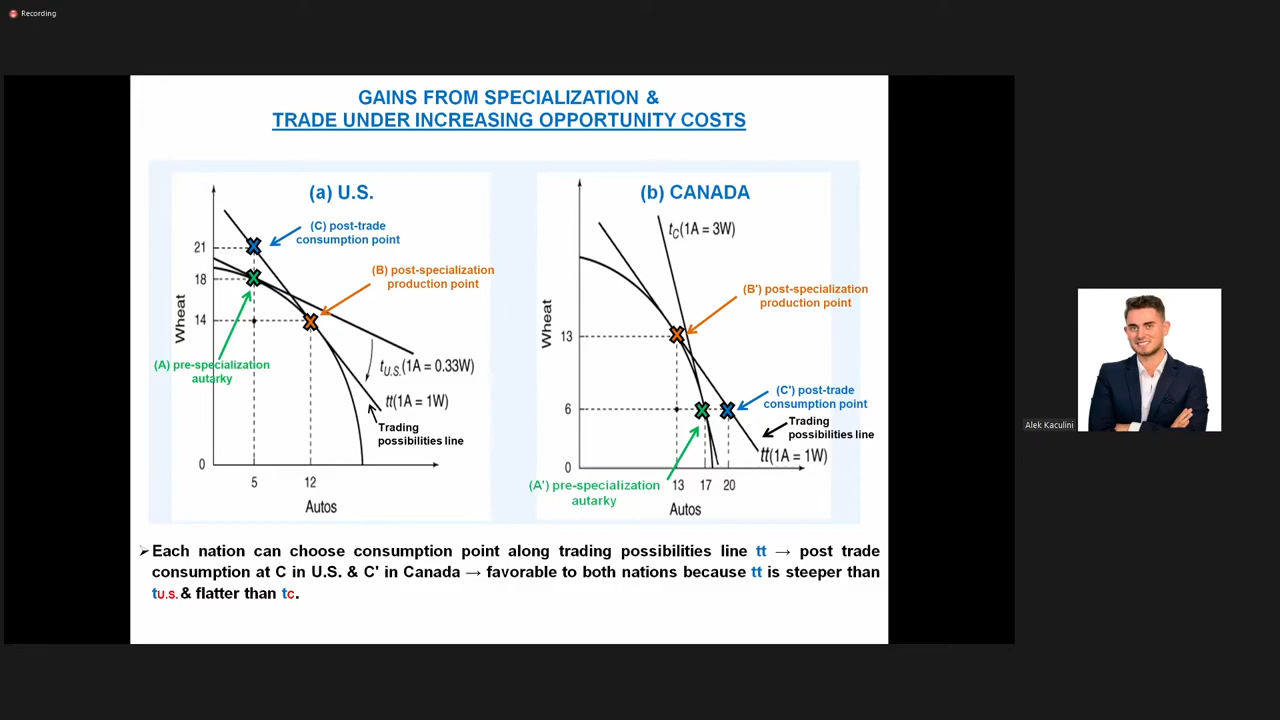 Recording
GAINS FROM SPECIALIZATION &
TRADE UNDER INCREASING OPPORTUNITY COSTS
(a) U.S.
(C) post-trade
consumption point
21
(B) post-specialization
production point
18
Wheat
14
(A) pre-specialization
autarky
tU.S.(1A = 0.33W)
tt(1A = 1W)
Trading
possibilities line
0
5
12
Autos
(b) CANADA
tC(1A = 3W)
(B') post-specialization
production point
Wheat
13
(C') post-trade
consumption point
6
Trading
possibilities line
tt(1A = 1W)
0
(A') pre-specialization
autarky
13 17 20
Autos
➢Each nation can choose consumption point along trading possibilities line tt → post trade
consumption at C in U.S. & C' in Canada → favorable to both nations because tt is steeper than
tU.S. & flatter than tC.
Alek Kaculini